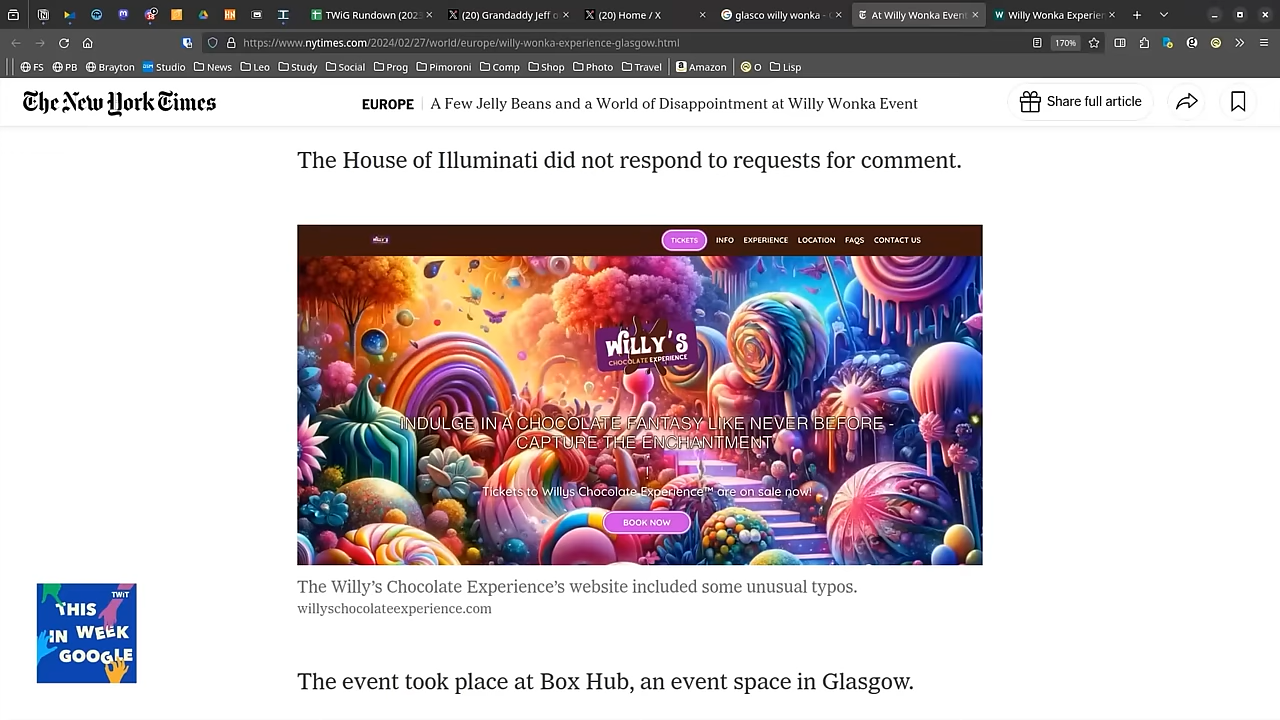 TWiG Rundown (202
(20) Grandaddy Jeff o
(20) Home / X
glasco willy wonka -
At Willy Wonka Event
Willy Wonka Experien
https://www.nytimes.com/2024/02/27/world/europe/willy-wonka-experience-glasgow.html
170%
FS PB Brayton Studio News Leo Study Social Prog Pimoroni Comp Shop Photo Travel Amazon O Lisp
The New York Times
EUROPE A Few Jelly Beans and a World of Disappointment at Willy Wonka Event
Share full article
The House of Illuminati did not respond to requests for comment.
WiLLY'S
TICKETS INFO EXPERIENCE LOCATION FAQS CONTACT US
WiLLY'S
CHOCOLATE EXPERIENCE
INDULGE IN A CHOCOLATE FANTASY LIKE NEVER BEFORE -
CAPTURE THE ENCHANTMENT
!
Tickets to Willys Chocolate Experience™ are on sale now!
BOOK NOW
The Willy's Chocolate Experience's website included some unusual typos.
willyschocolateexperience.com
TWiT
THIS
IN WEEK
GOOGLE
The event took place at Box Hub, an event space in Glasgow.